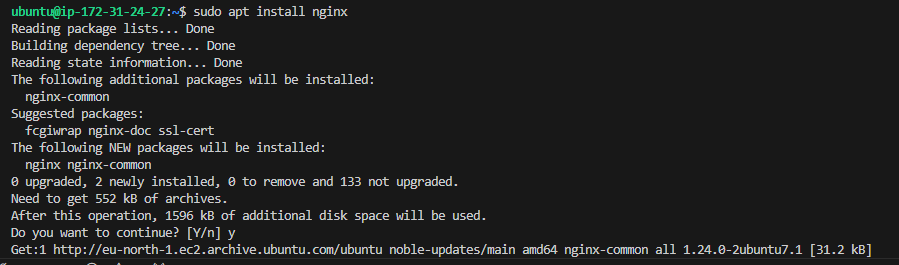 ubuntu@ip-172-31-24-27:~$ sudo apt install nginx
Reading package lists... Done
Building dependency tree... Done
Reading state information... Done
The following additional packages will be installed:
  nginx-common
Suggested packages:
  fcgiwrap nginx-doc ssl-cert
The following NEW packages will be installed:
  nginx nginx-common
0 upgraded, 2 newly installed, 0 to remove and 133 not upgraded.
Need to get 552 kB of archives.
After this operation, 1596 kB of additional disk space will be used.
Do you want to continue? [Y/n] y
Get:1 http://eu-north-1.ec2.archive.ubuntu.com/ubuntu noble-updates/main amd64 nginx-common all 1.24.0-2ubuntu7.1 [31.2 kB]